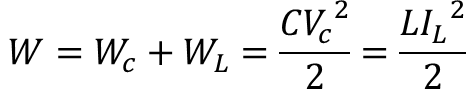 W = W_c + W_L = \frac{CV_c^2}{2} = \frac{LI_L^2}{2}